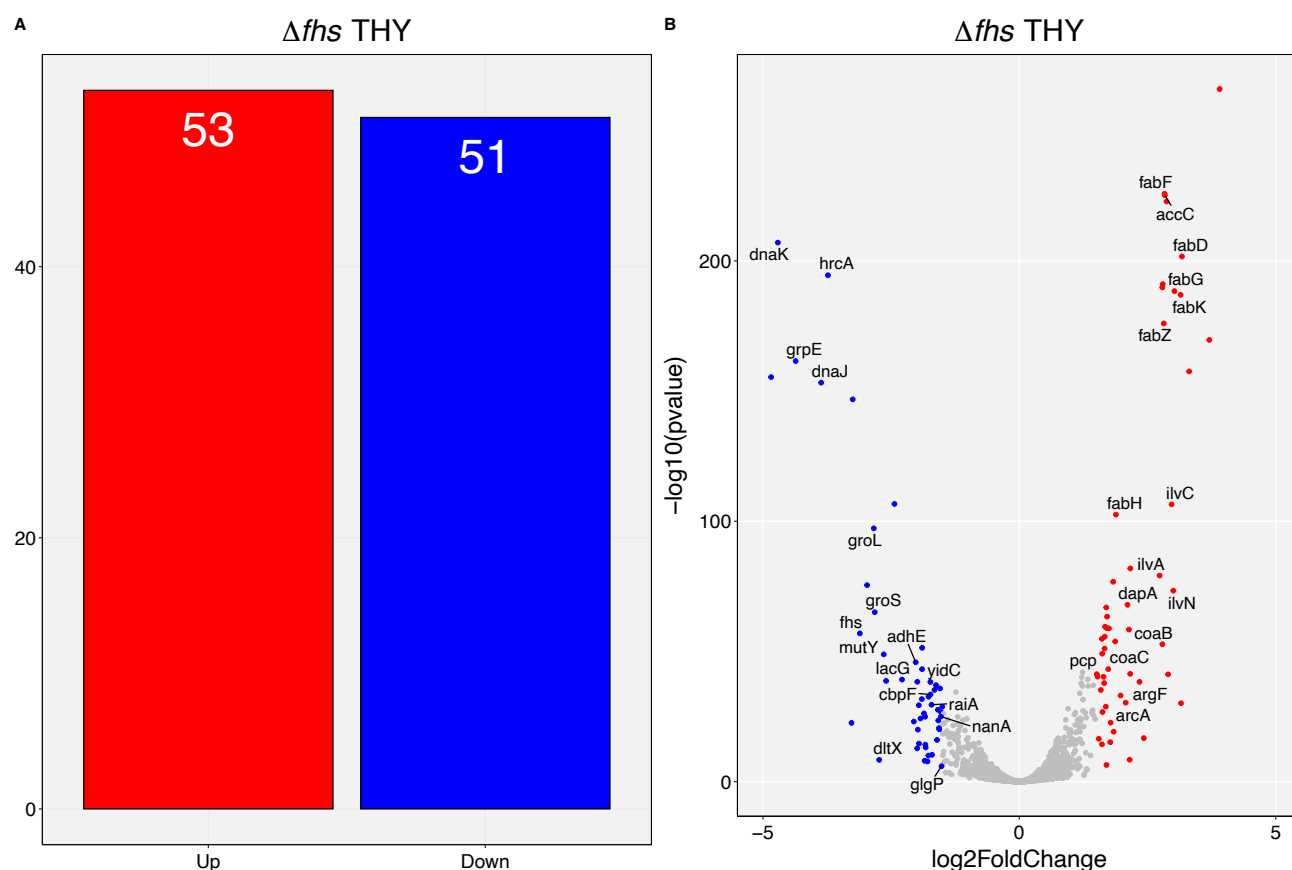 A
Δfhs THY
53
51
40
20
0
Up
Down
B
Δfhs THY
−log10(pvalue)
200
100
0
fabF
accC
dnaK
hrcA
fabD
fabG
fabK
fabZ
grpE
dnaJ
ilvC
fabH
groL
ilvA
dapA
ilvN
groS
fhs
mutY
adhE
coaB
lacG
yidC
pcp
coaC
cbpF
raiA
argF
nanA
arcA
dltX
glgP
−5
0
5
log2FoldChange